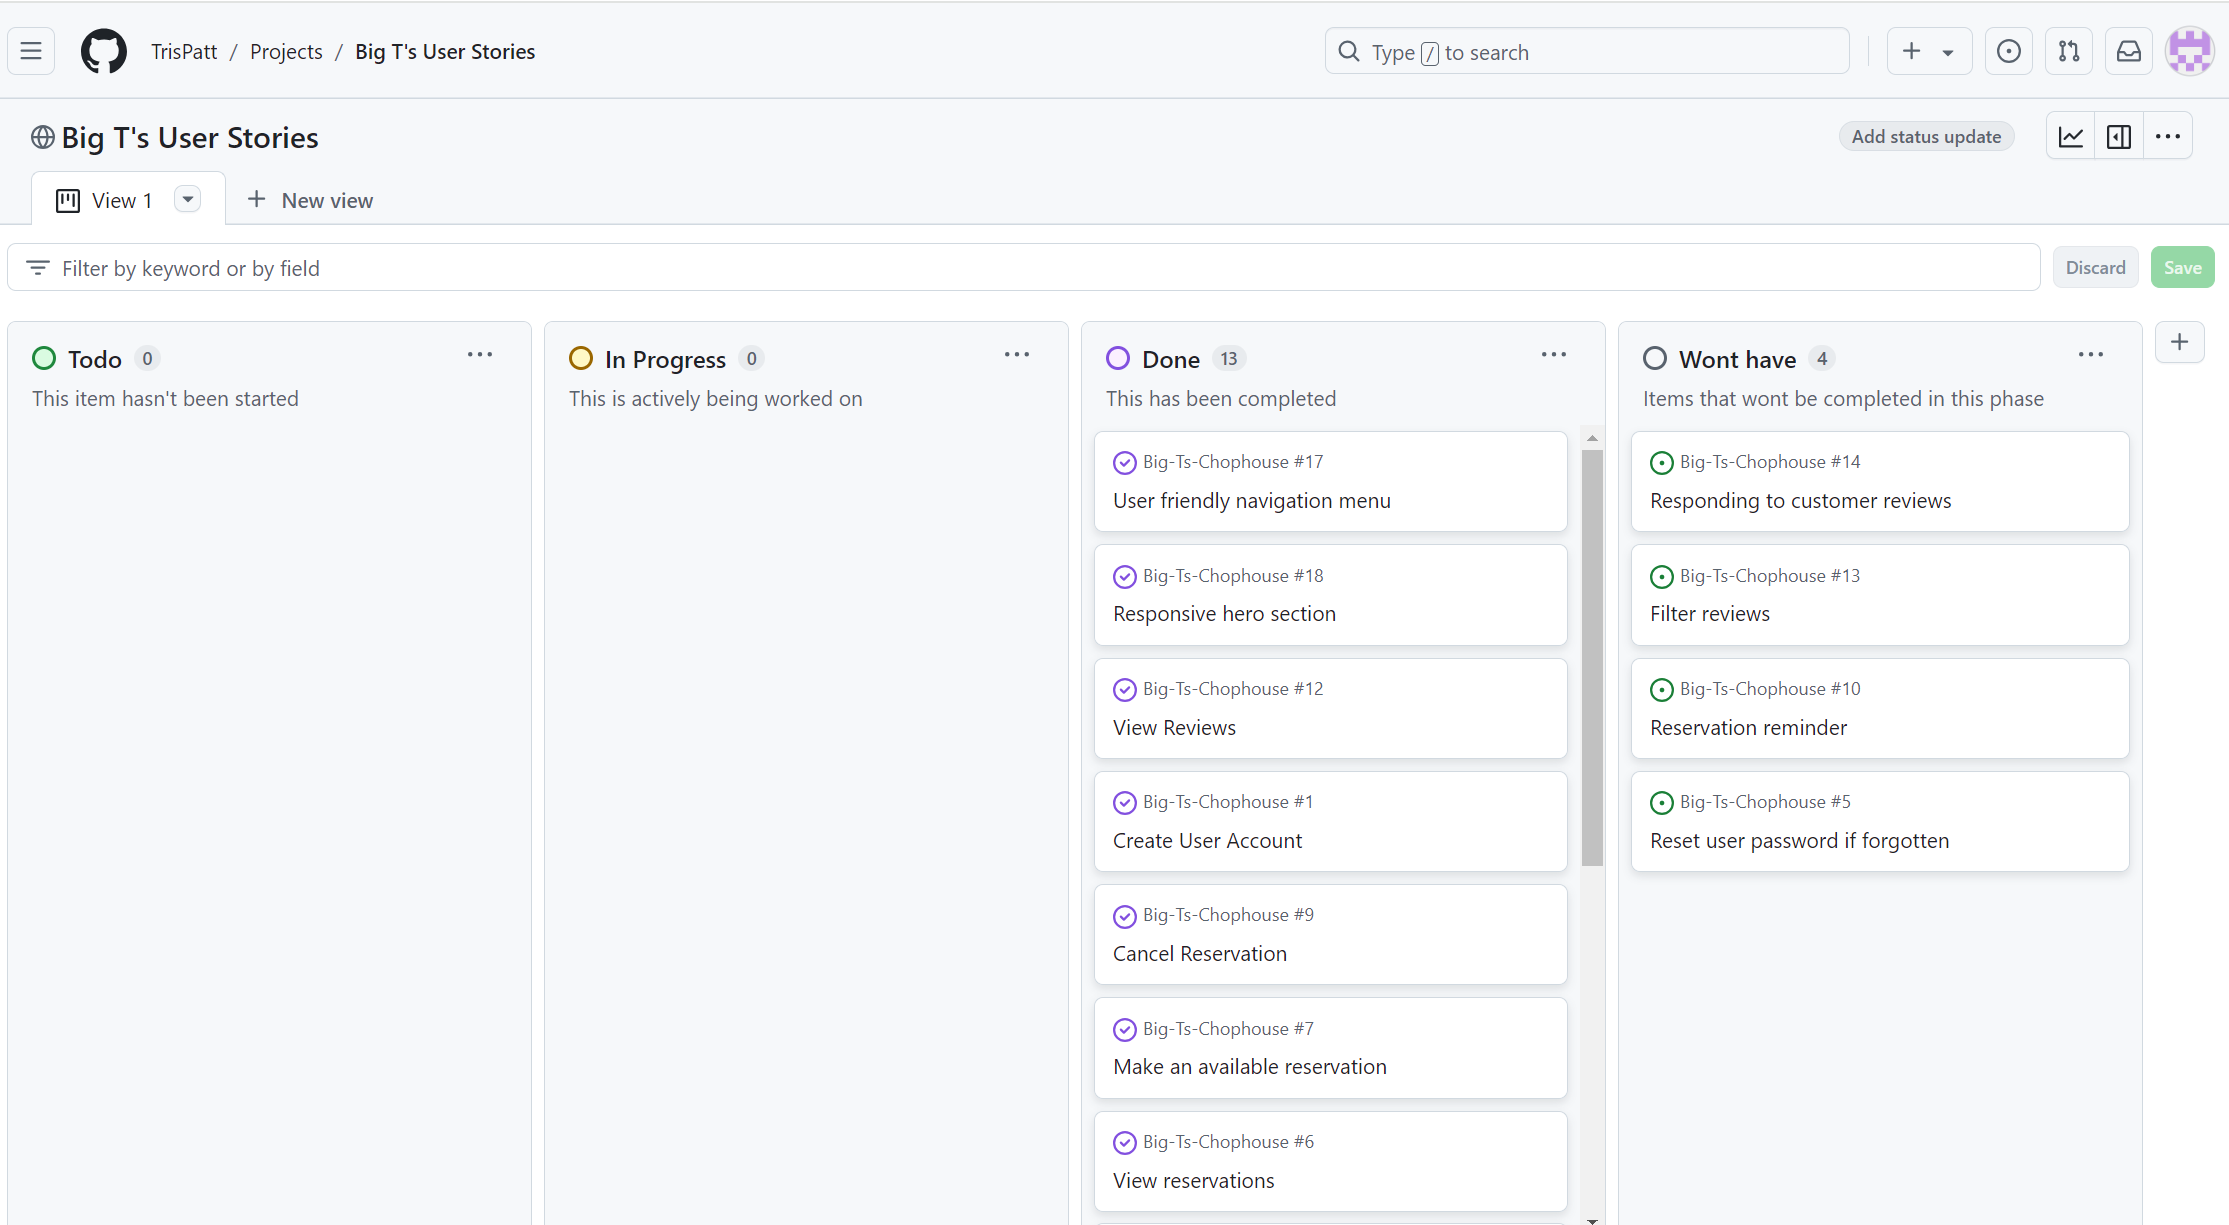 TrisPatt / Projects / Big T's User Stories
Type / to search
Big T's User Stories
Add status update
View 1
New view
Filter by keyword or by field
Discard
Save
Todo 0
This item hasn't been started
In Progress 0
This is actively being worked on
Done 13
This has been completed
Big-Ts-Chophouse #17
User friendly navigation menu
Big-Ts-Chophouse #18
Responsive hero section
Big-Ts-Chophouse #12
View Reviews
Big-Ts-Chophouse #1
Create User Account
Big-Ts-Chophouse #9
Cancel Reservation
Big-Ts-Chophouse #7
Make an available reservation
Big-Ts-Chophouse #6
View reservations
Wont have 4
Items that wont be completed in this phase
Big-Ts-Chophouse #14
Responding to customer reviews
Big-Ts-Chophouse #13
Filter reviews
Big-Ts-Chophouse #10
Reservation reminder
Big-Ts-Chophouse #5
Reset user password if forgotten